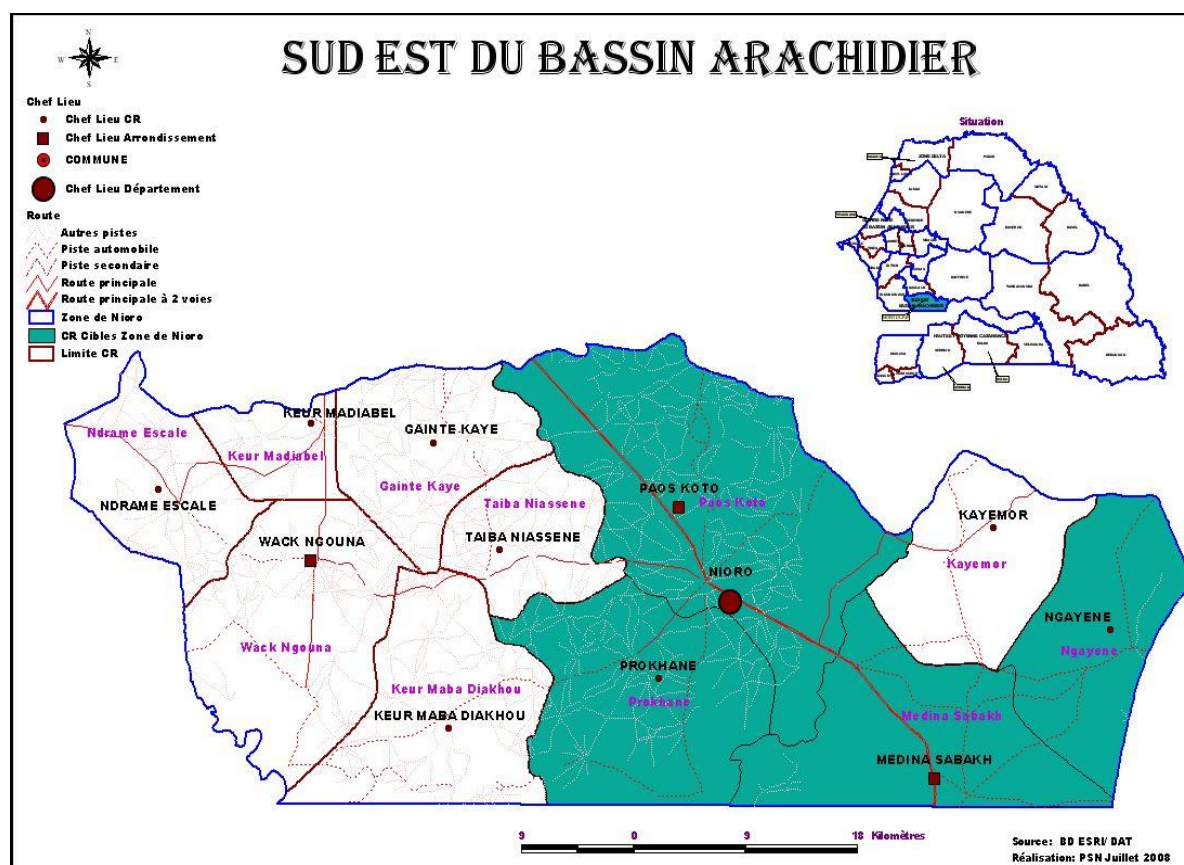 SUD EST DU BASSIN ARACHIDIER
N
W E
S
Chef Lieu
Chef Lieu CR
Chef Lieu Arrondissement
COMMUNE
Chef Lieu Département
Route
Autres pistes
Piste automobile
Piste secondaire
Route principale
Route principale à 2 voies
Zone de Nioro
CR Cibles Zone de Nioro
Limite CR
Situation
ZONE DELTA
KEUR MADIABEL
Ndrame Escale
Keur Madiabel
GAINTE KAYE
Gainte Kaye
NDRAME ESCALE
Taiba Niassene
TAIBA NIASSENE
PAOS KOTO
Paos Koto
WACK NGOUNA
Wack Ngouna
NIORO
KAYEMOR
Kayemor
NGAYENE
Ngayene
PROKHANE
Prokhane
Keur Maba Diakhou
KEUR MABA DIAKHOU
Medina Sabakh
MEDINA SABAKH
9 0 9 18 Kilomètres
Source: BD ESRI/ DAT
Réalisation: PSN Juillet 2008